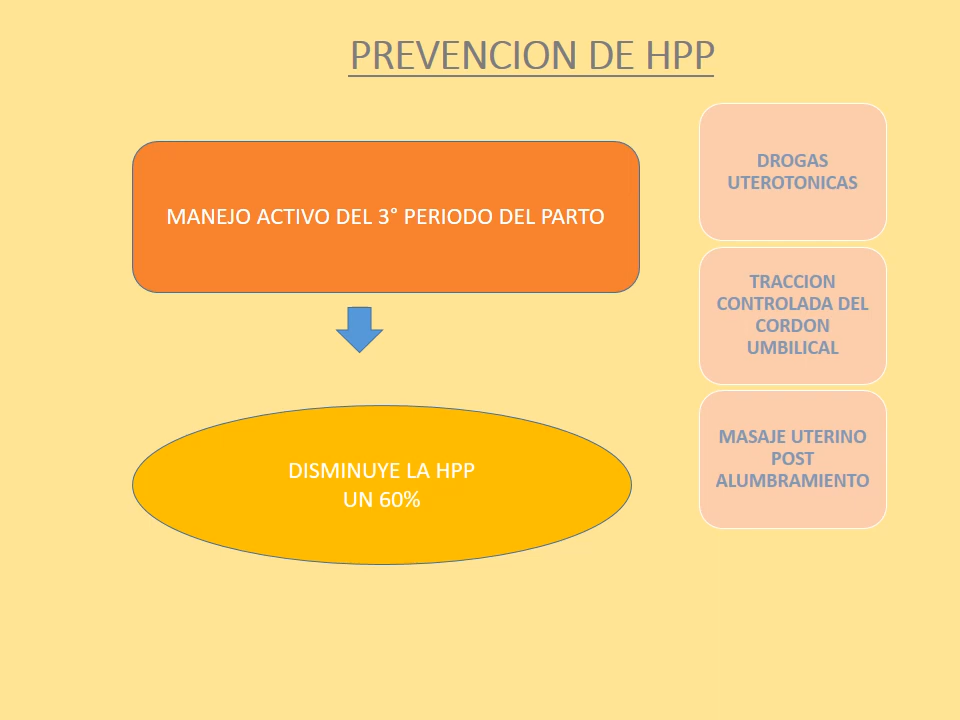 PREVENCION DE HPP
MANEJO ACTIVO DEL 3° PERIODO DEL PARTO
DISMINUYE LA HPP
UN 60%
DROGAS
UTEROTONICAS
TRACCION
CONTROLADA DEL
CORDON
UMBILICAL
MASAJE UTERINO
POST
ALUMBRAMIENTO